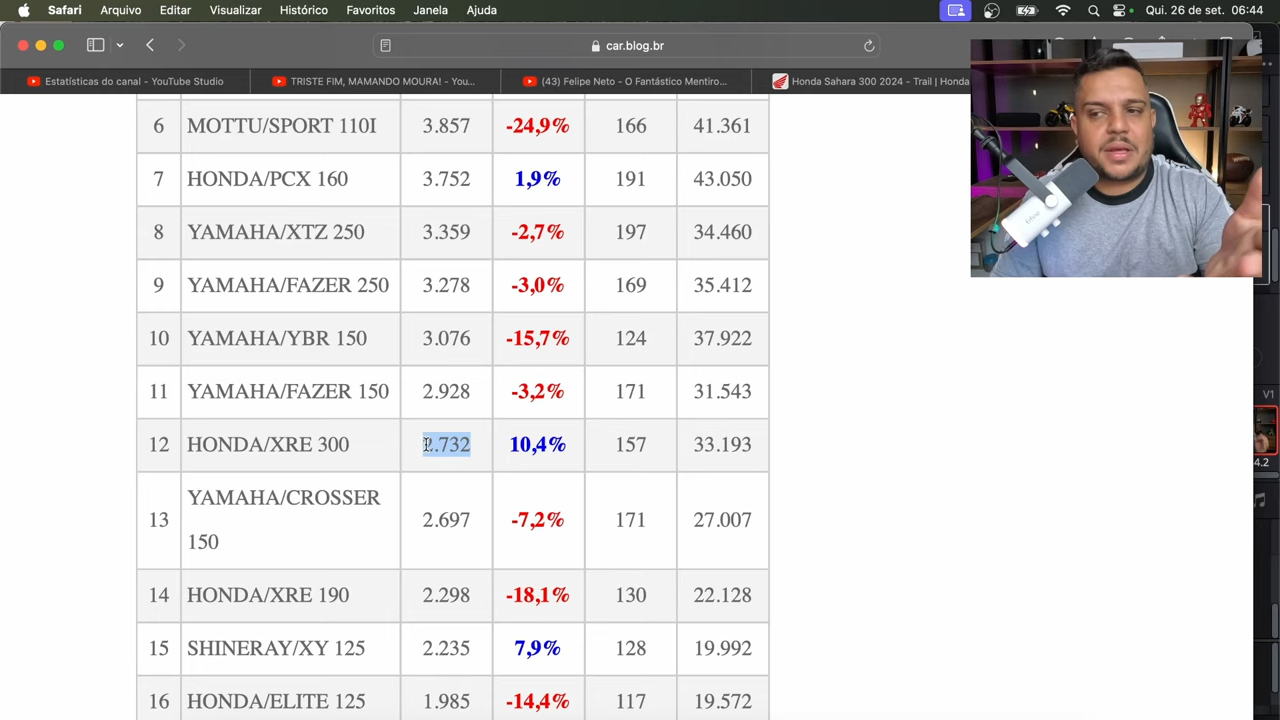 Safari Arquivo Editar Visualizar Histórico Favoritos Janela Ajuda Qui. 26 de set. 06:44
car.blog.br
Estatísticas do canal - YouTube Studio TRISTE FIM, MAMANDO MOURA! - You... (43) Felipe Neto - O Fantástico Mentiro... Honda Sahara 300 2024 - Trail | Honda
6 MOTTU/SPORT 110I 3.857 -24,9% 166 41.361
7 HONDA/PCX 160 3.752 1,9% 191 43.050
8 YAMAHA/XTZ 250 3.359 -2,7% 197 34.460
9 YAMAHA/FAZER 250 3.278 -3,0% 169 35.412
10 YAMAHA/YBR 150 3.076 -15,7% 124 37.922
11 YAMAHA/FAZER 150 2.928 -3,2% 171 31.543
12 HONDA/XRE 300 2.732 10,4% 157 33.193
YAMAHA/CROSSER
13 150 2.697 -7,2% 171 27.007
14 HONDA/XRE 190 2.298 -18,1% 130 22.128
15 SHINERAY/XY 125 2.235 7,9% 128 19.992
16 HONDA/ELITE 125 1.985 -14,4% 117 19.572
V1
4.2